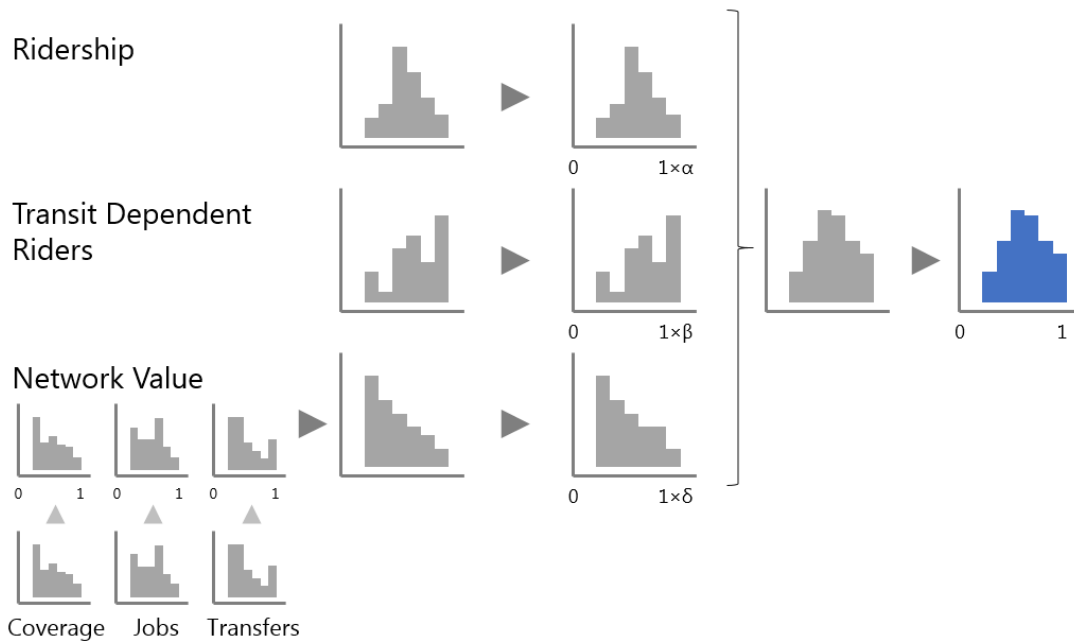 Ridership
0 1×α
Transit Dependent
Riders
0 1×β
0 1
Network Value
0 1 0 1 0 1
0 1×δ
Coverage Jobs Transfers